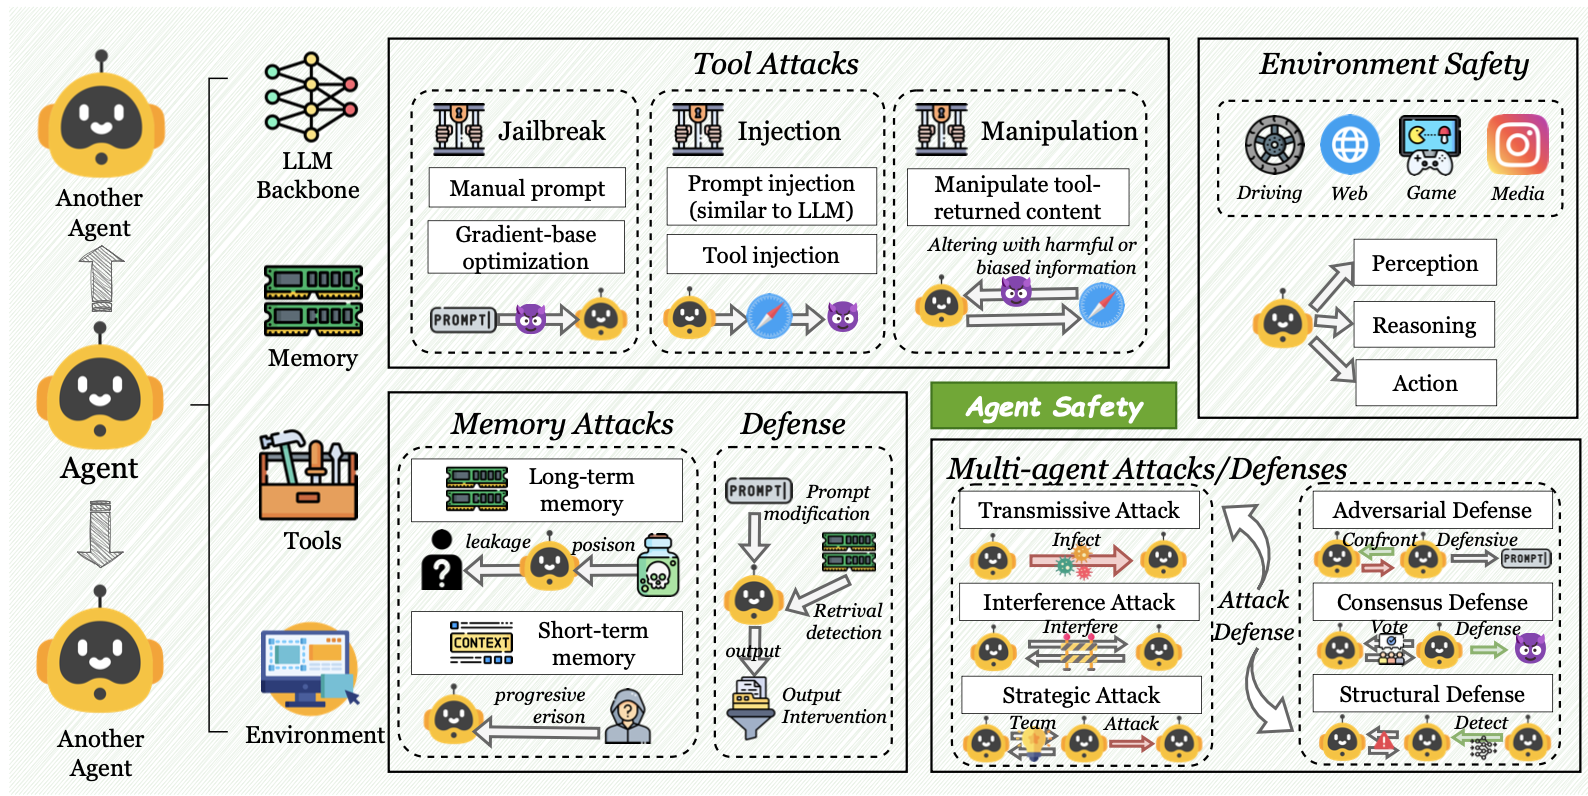 Another
Agent
Agent
Another
Agent
LLM
Backbone
Memory
Tools
Environment
Tool Attacks
Jailbreak
Manual prompt
Gradient-base
optimization
PROMPT
Injection
Prompt injection
(similar to LLM)
Tool injection
Manipulation
Manipulate tool-
returned content
Altering with harmful or
biased information
Environment Safety
Driving
Web
Game
Media
Perception
Reasoning
Action
Agent Safety
Memory Attacks
Long-term
memory
leakage
posison
CONTEXT
Short-term
memory
progresive
erison
Defense
PROMPT
Prompt
modification
Retrival
detection
output
Output
Intervention
Multi-agent Attacks/Defenses
Transmissive Attack
Infect
Interference Attack
Interfere
Strategic Attack
Team
Attack
Attack
Defense
Adversarial Defense
Confront
Defensive
PROMPT
Consensus Defense
Vote
Defense
Structural Defense
Detect